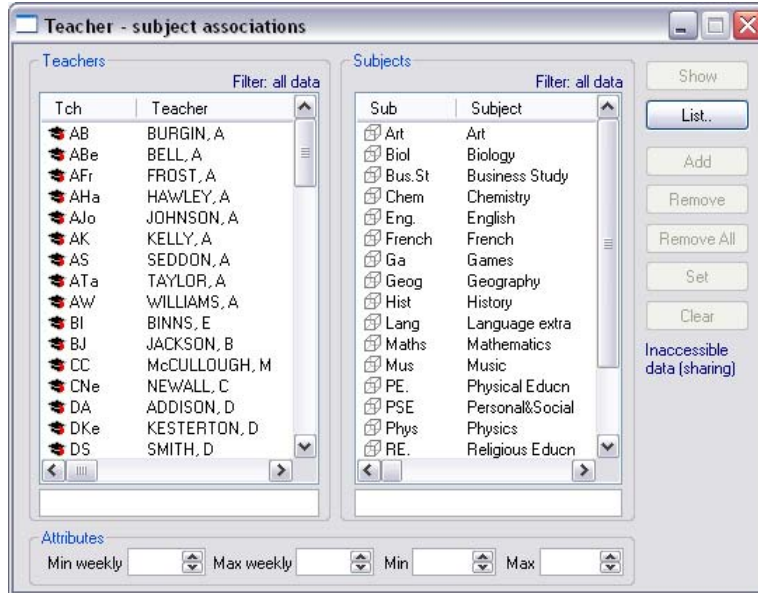 Teacher - subject associations
Teachers
Filter: all data
Tch Teacher
AB BURGIN, A
ABe BELL, A
AFr FROST, A
AHa HAWLEY, A
AJo JOHNSON, A
AK KELLY, A
AS SEDDON, A
ATa TAYLOR, A
AW WILLIAMS, A
BI BINNS, E
BJ JACKSON, B
CC McCULLOUGH, M
CNe NEWALL, C
DA ADDISON, D
DKe KESTERTON, D
DS SMITH, D
Subjects
Filter: all data
Sub Subject
Art Art
Biol Biology
Bus.St Business Study
Chem Chemistry
Eng. English
French French
Ga Games
Geog Geography
Hist History
Lang Language extra
Maths Mathematics
Mus Music
PE. Physical Educn
PSE Personal&Social
Phys Physics
RE. Religious Educn
Show
List..
Add
Remove
Remove All
Set
Clear
Inaccessible
data (sharing)
Attributes
Min weekly Max weekly Min Max